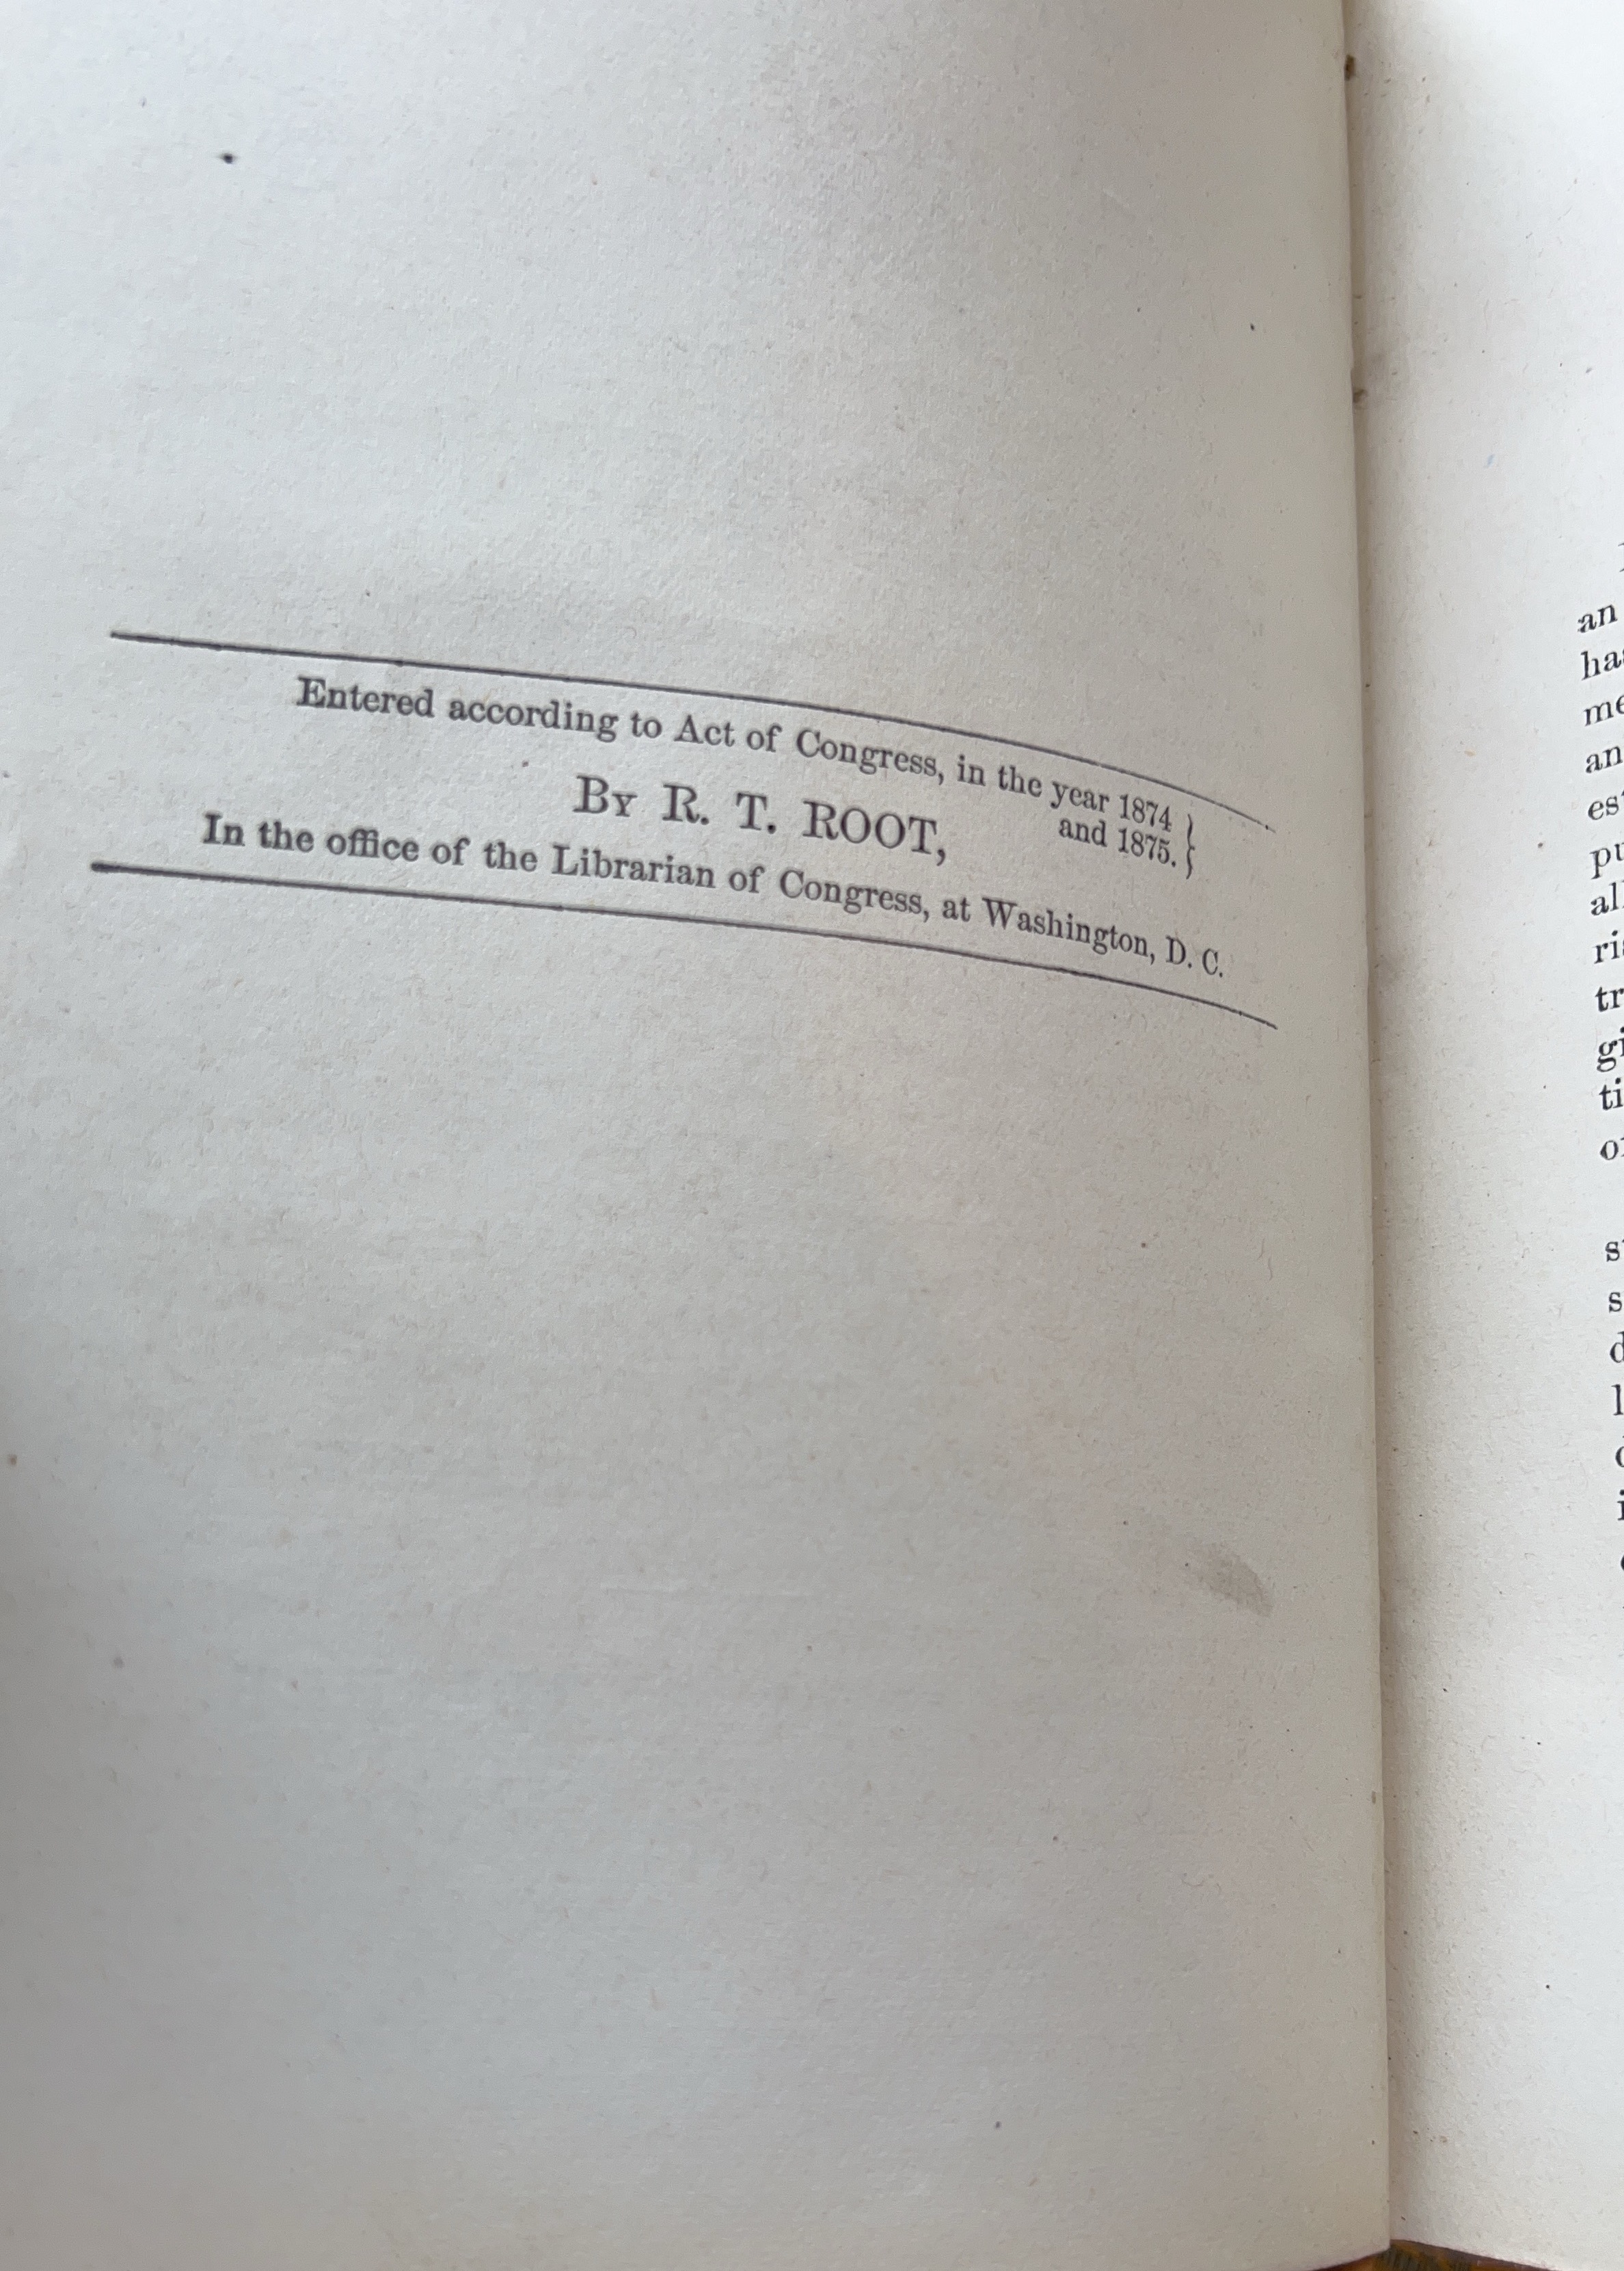 Entered according to Act of Congress, in the year 1874 }
and 1875. }
By R. T. ROOT,
In the office of the Librarian of Congress, at Washington, D. C.
an